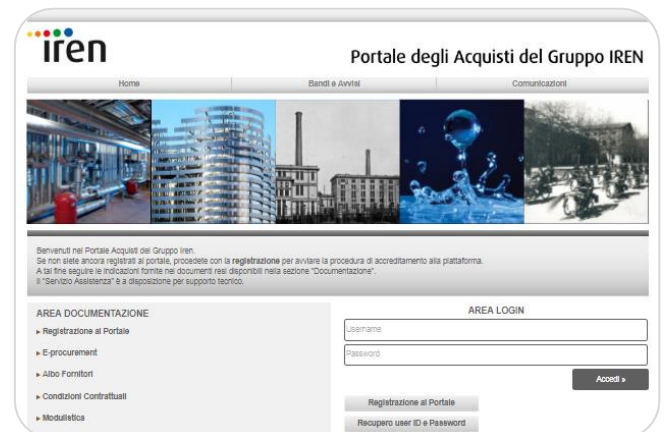 iren
Portale degli Acquisti del Gruppo IREN
Home
Bandi e Avvisi
Comunicazioni
Benvenuti nel Portale Acquisti del Gruppo Iren.
Se non siete ancora registrati al portale, procedete con la registrazione per avviare la procedura di accreditamento alla piattaforma.
A tal fine seguire le indicazioni fornite nei documenti resi disponibili nella sezione "Documentazione".
Il "Servizio Assistenza" è a disposizione per supporto tecnico.
AREA DOCUMENTAZIONE
▸ Registrazione al Portale
▸ E-procurement
▸ Albo Fornitori
▸ Condizioni Contrattuali
▸ Modulistica
AREA LOGIN
Username
Password
Accedi »
Registrazione al Portale
Recupero user ID e Password